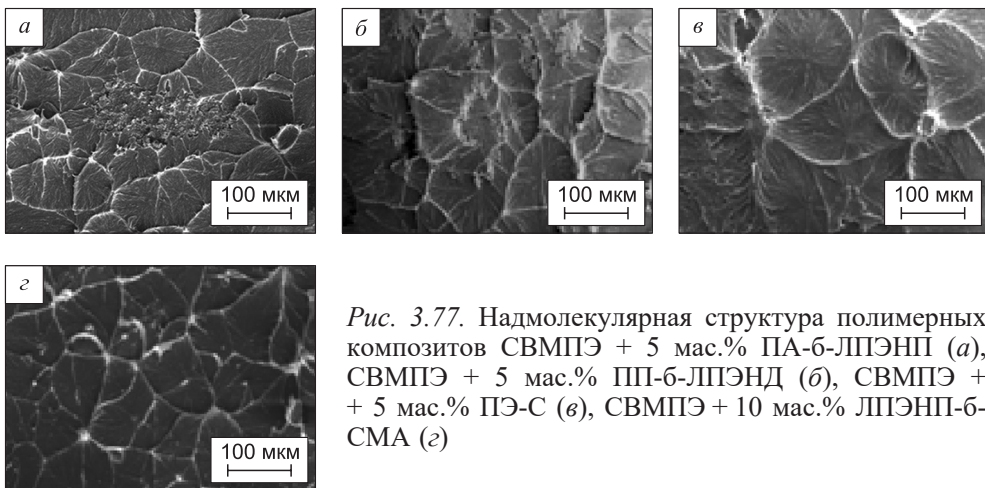 а
б
в
100 мкм
100 мкм
100 мкм
г
100 мкм
Рис. 3.77. Надмолекулярная структура полимерных
композитов СВМПЭ + 5 мас.% ПА-б-ЛПЭНП (а),
СВМПЭ + 5 мас.% ПП-б-ЛПЭНД (б), СВМПЭ +
+ 5 мас.% ПЭ-С (в), СВМПЭ + 10 мас.% ЛПЭНП-б-
СМА (г)